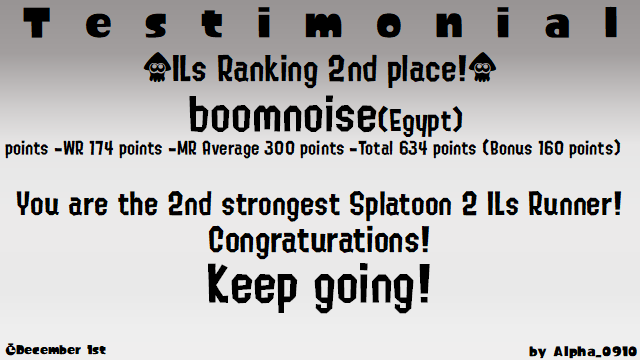 Testimonial
ILs Ranking 2nd place!
boomnoise(Egypt)
points -WR 174 points -MR Average 300 points -Total 634 points (Bonus 160 points)
You are the 2nd strongest Splatoon 2 ILs Runner!
Congraturations!
Keep going!
December 1st
by Alpha_0910